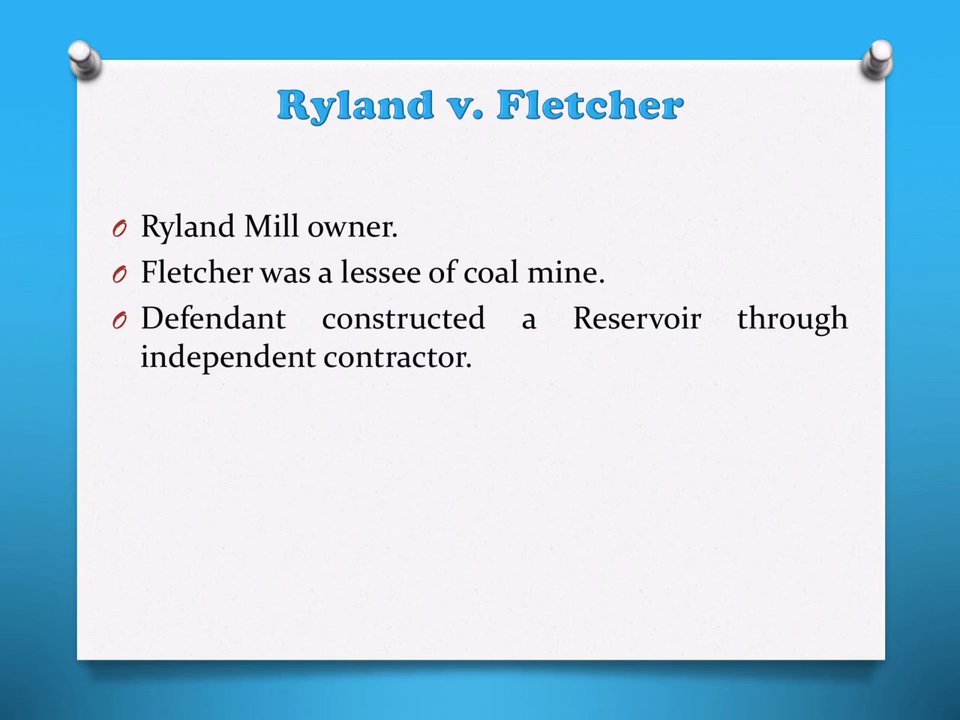 Ryland v. Fletcher
Ryland Mill owner.
Fletcher was a lessee of coal mine.
Defendant constructed a Reservoir through
independent contractor.